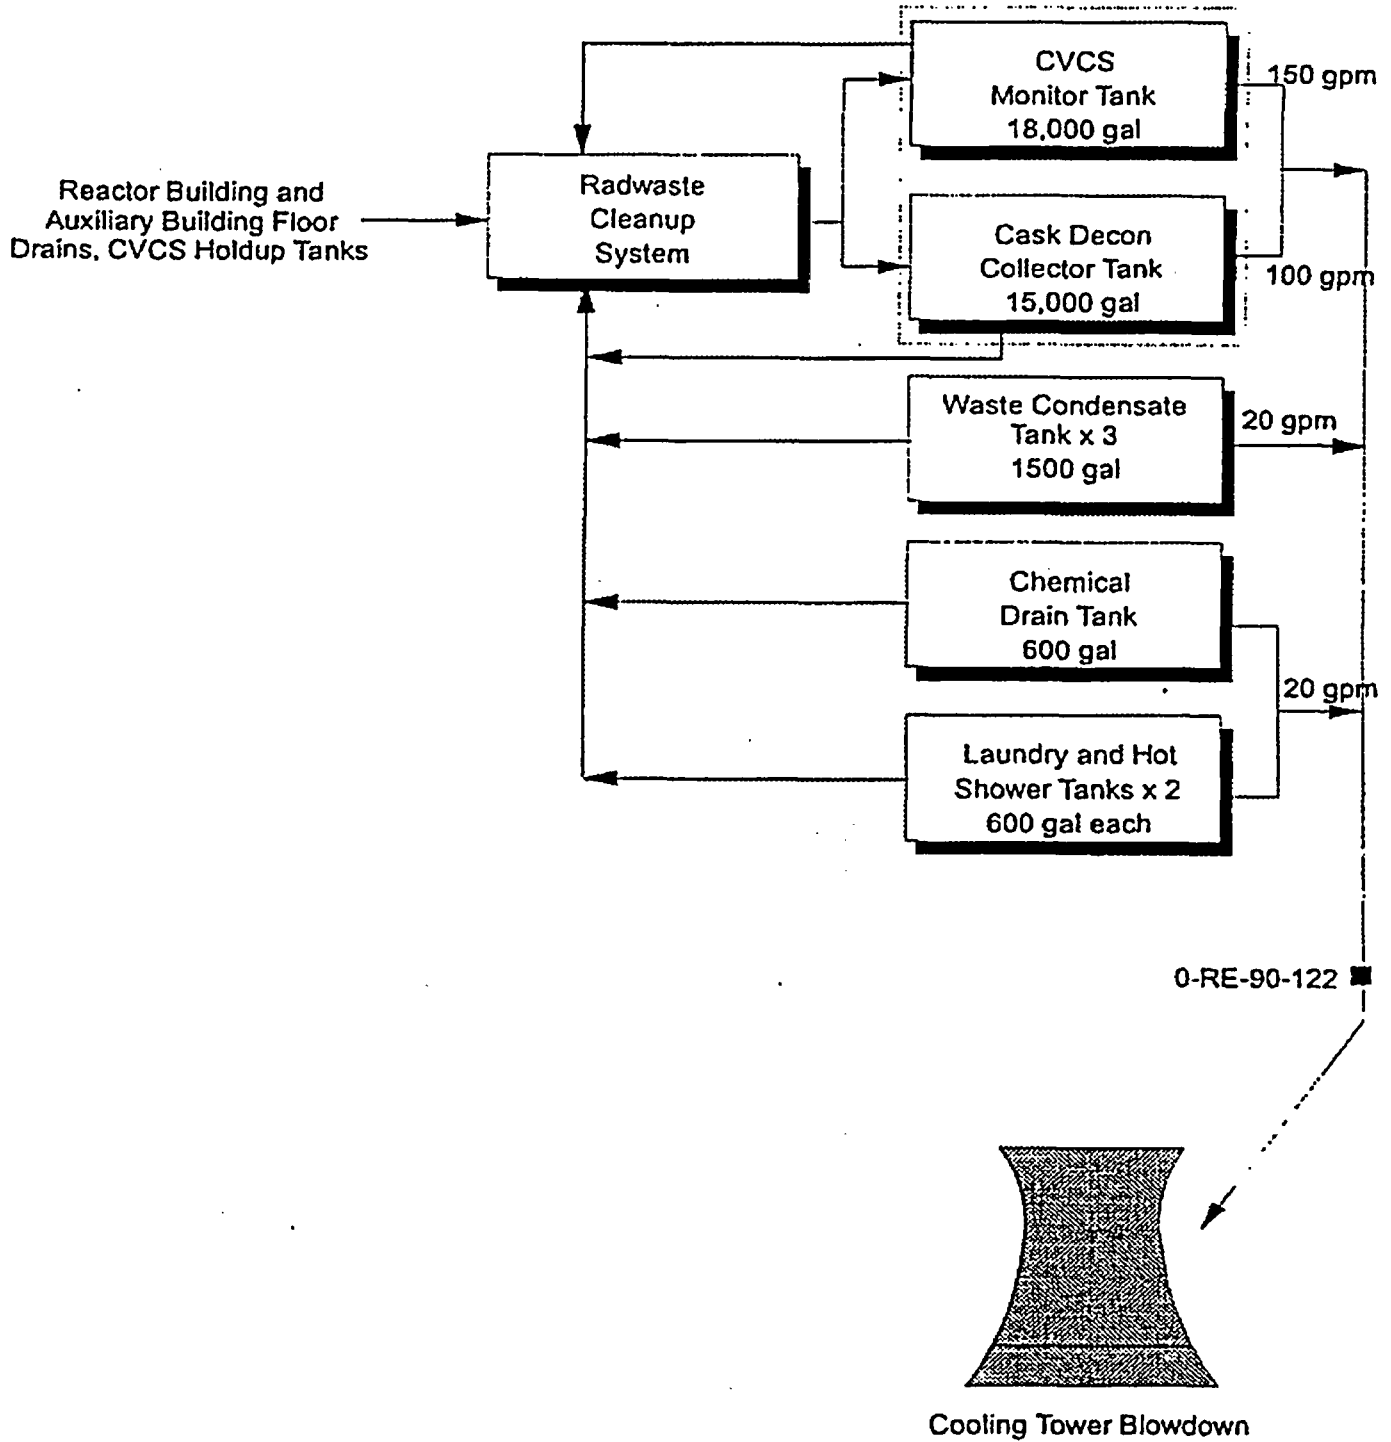 CVCS
Monitor Tank
18,000 gal
150 gpm
Reactor Building and
Auxiliary Building Floor
Drains, CVCS Holdup Tanks
Radwaste
Cleanup
System
Cask Decon
Collector Tank
15,000 gal
100 gpm
Waste Condensate
Tank x 3
1500 gal
20 gpm
Chemical
Drain Tank
600 gal
20 gpm
Laundry and Hot
Shower Tanks x 2
600 gal each
0-RE-90-122
Cooling Tower Blowdown